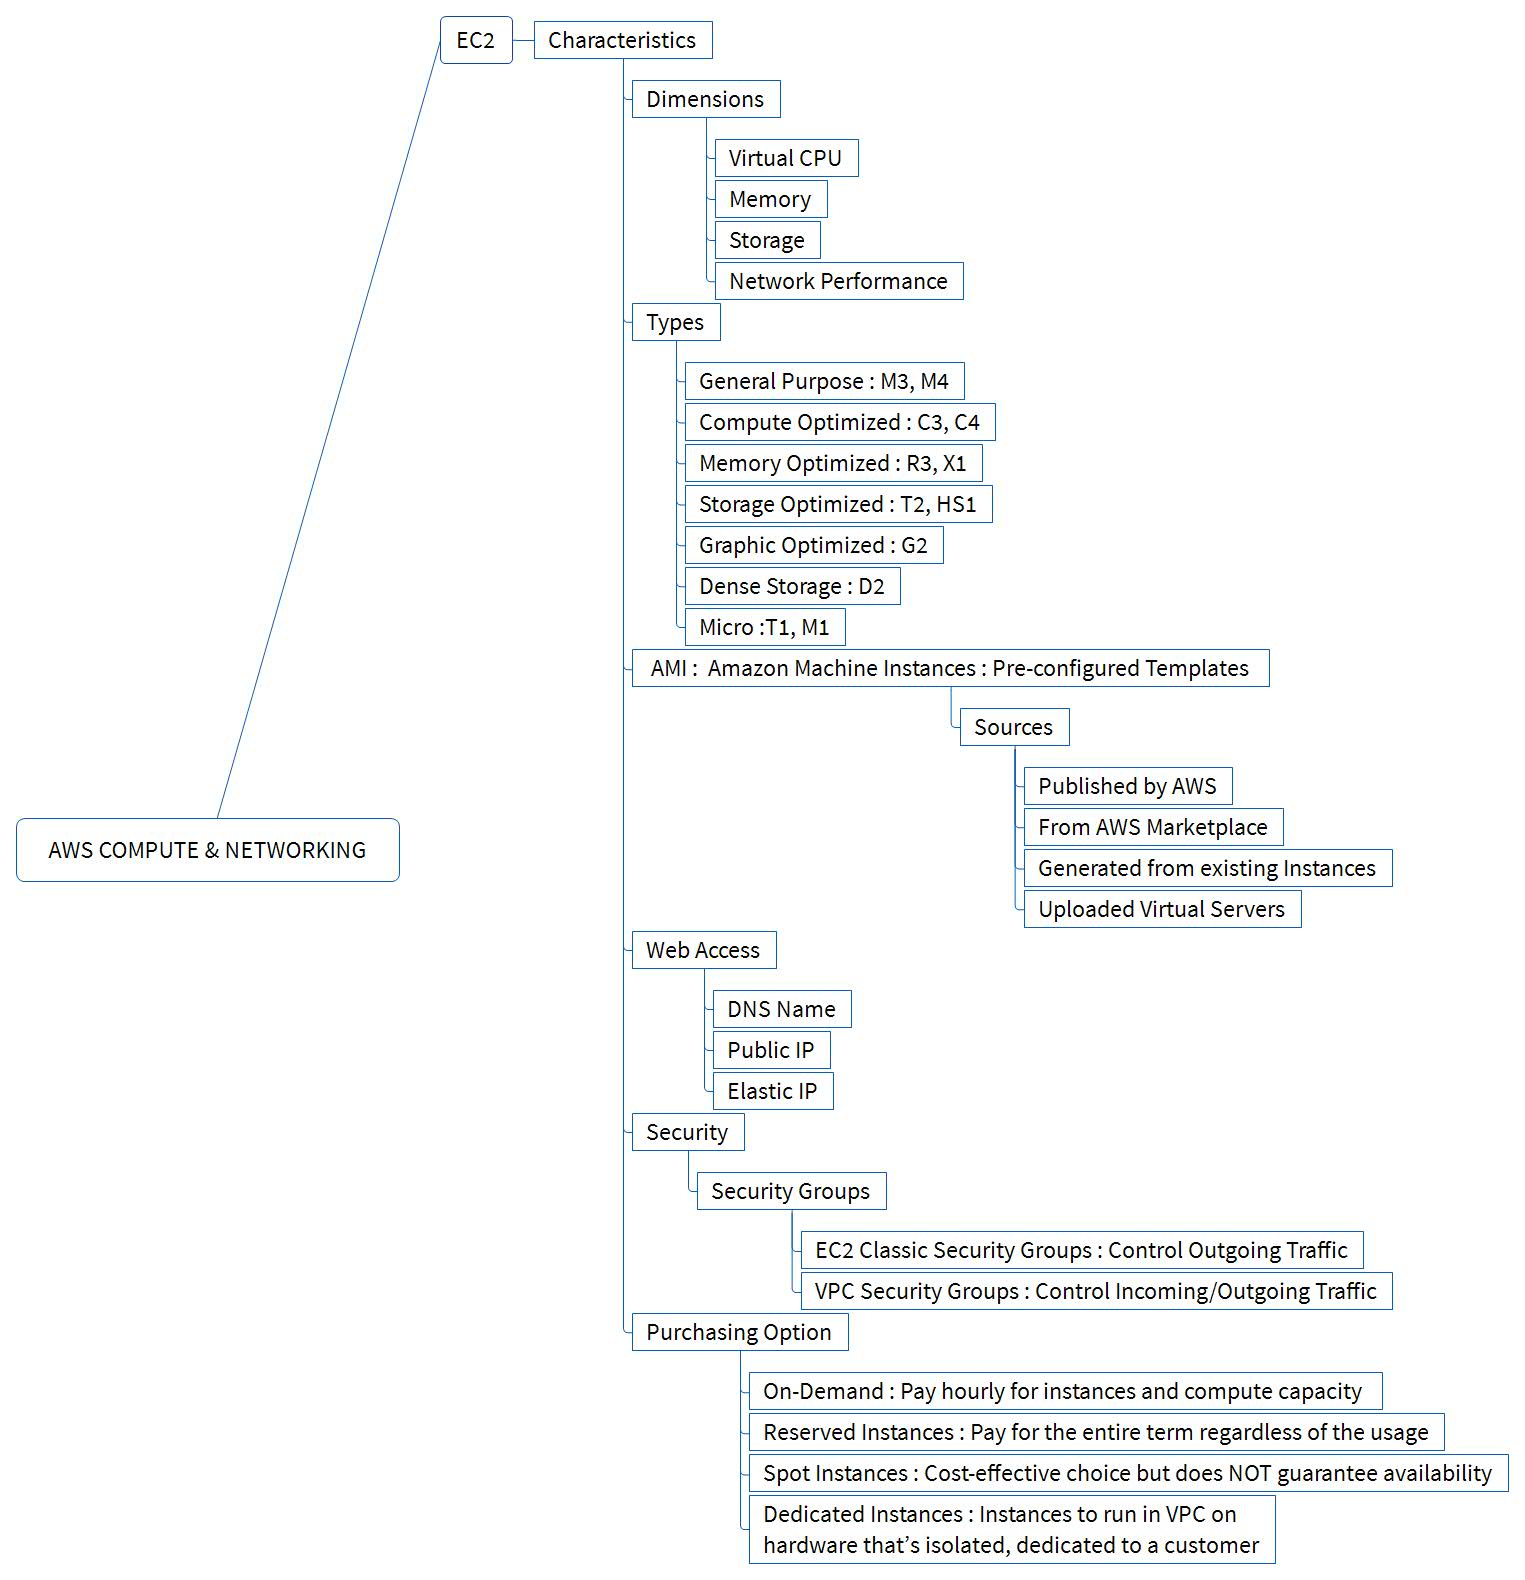 EC2
Characteristics
Dimensions
Virtual CPU
Memory
Storage
Network Performance
Types
General Purpose : M3, M4
Compute Optimized : C3, C4
Memory Optimized : R3, X1
Storage Optimized : T2, HS1
Graphic Optimized : G2
Dense Storage : D2
Micro :T1, M1
AMI :  Amazon Machine Instances : Pre-configured Templates
Sources
Published by AWS
From AWS Marketplace
AWS COMPUTE & NETWORKING
Generated from existing Instances
Uploaded Virtual Servers
Web Access
DNS Name
Public IP
Elastic IP
Security
Security Groups
EC2 Classic Security Groups : Control Outgoing Traffic
VPC Security Groups : Control Incoming/Outgoing Traffic
Purchasing Option
On-Demand : Pay hourly for instances and compute capacity
Reserved Instances : Pay for the entire term regardless of the usage
Spot Instances : Cost-effective choice but does NOT guarantee availability
Dedicated Instances : Instances to run in VPC on
hardware that’s isolated, dedicated to a customer